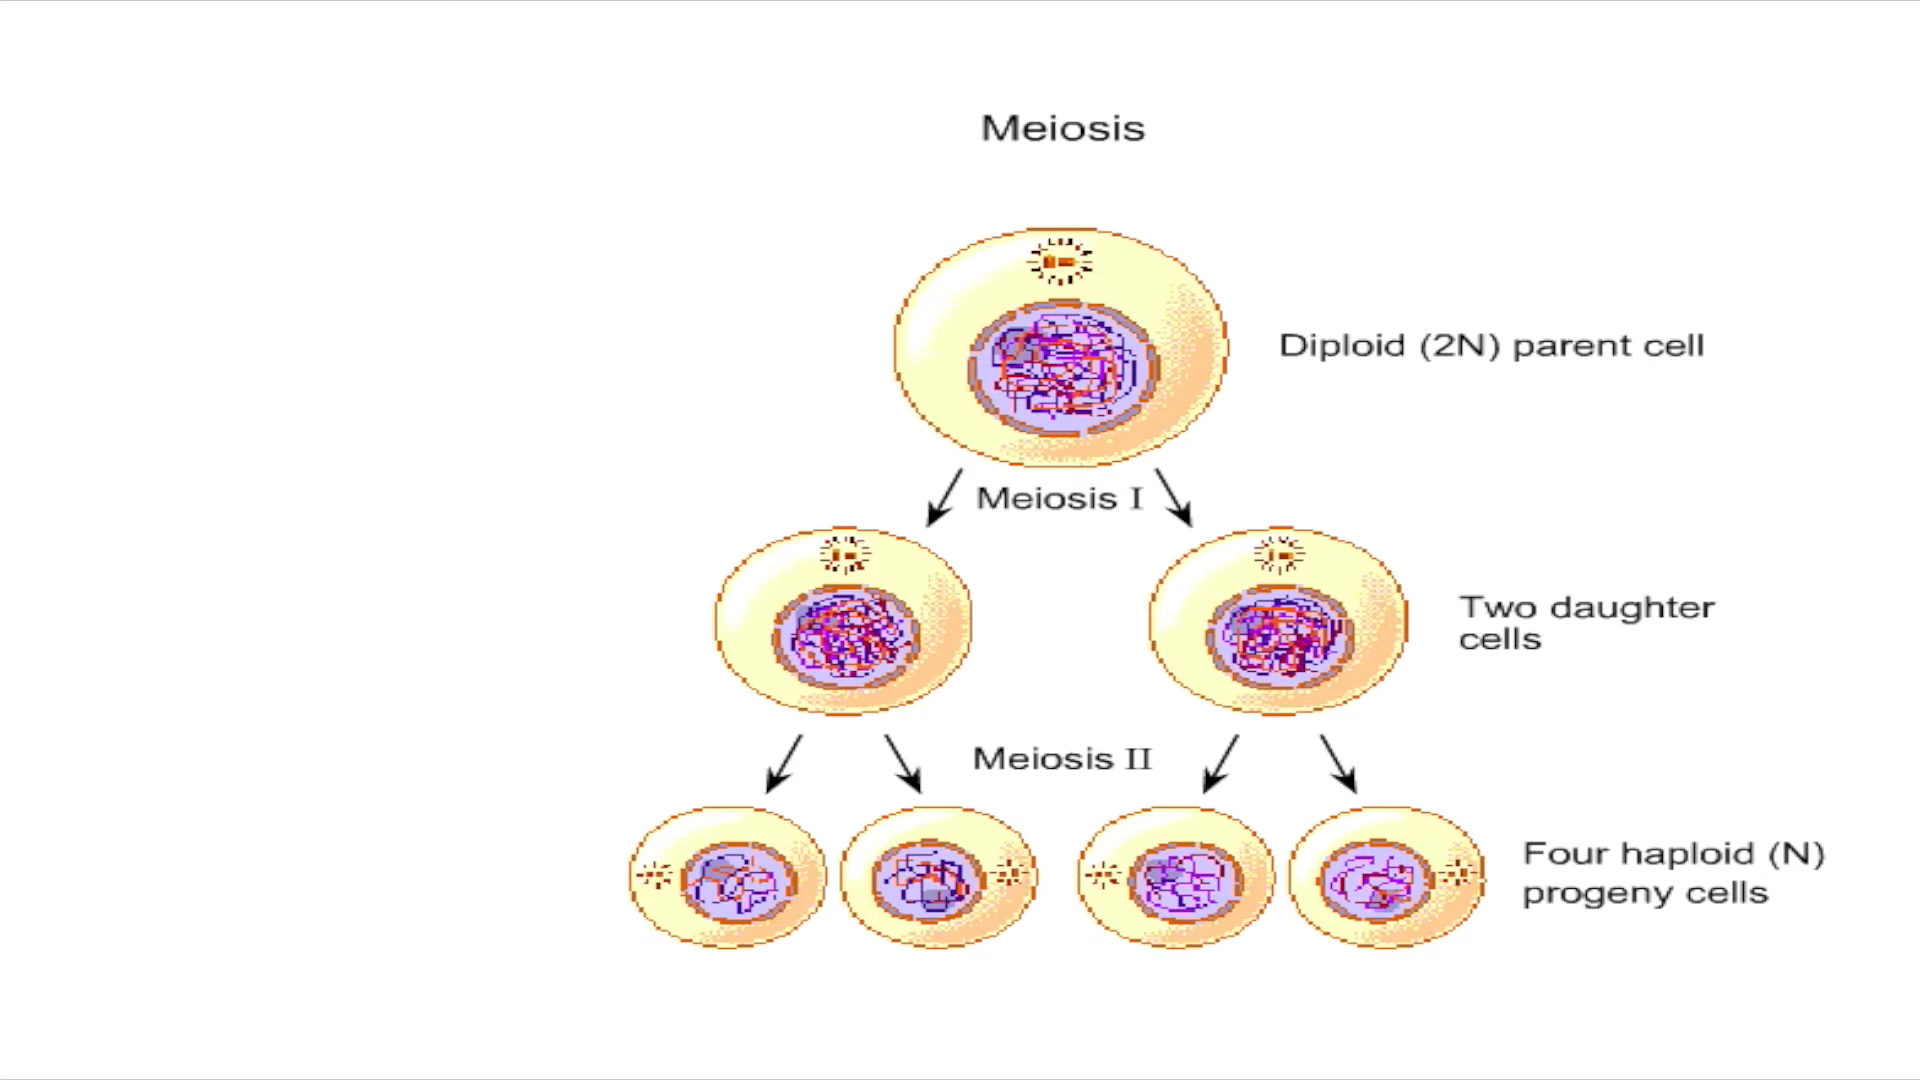 Meiosis
Diploid (2N) parent cell
Meiosis I
Two daughter
cells
Meiosis II
Four haploid (N)
progeny cells